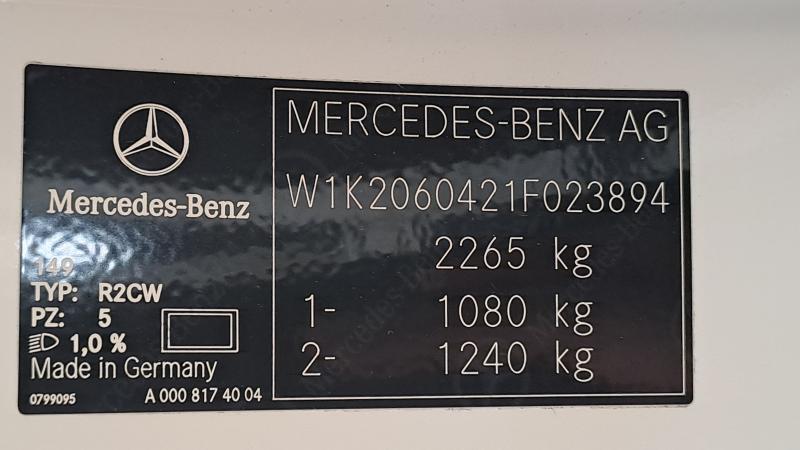 Mercedes-Benz
149
TYP: R2CW
PZ: 5
1,0 %
Made in Germany
0799095 A 000 817 40 04
MERCEDES-BENZ AG
W1K2060421F023894
2265 kg
1- 1080 kg
2- 1240 kg